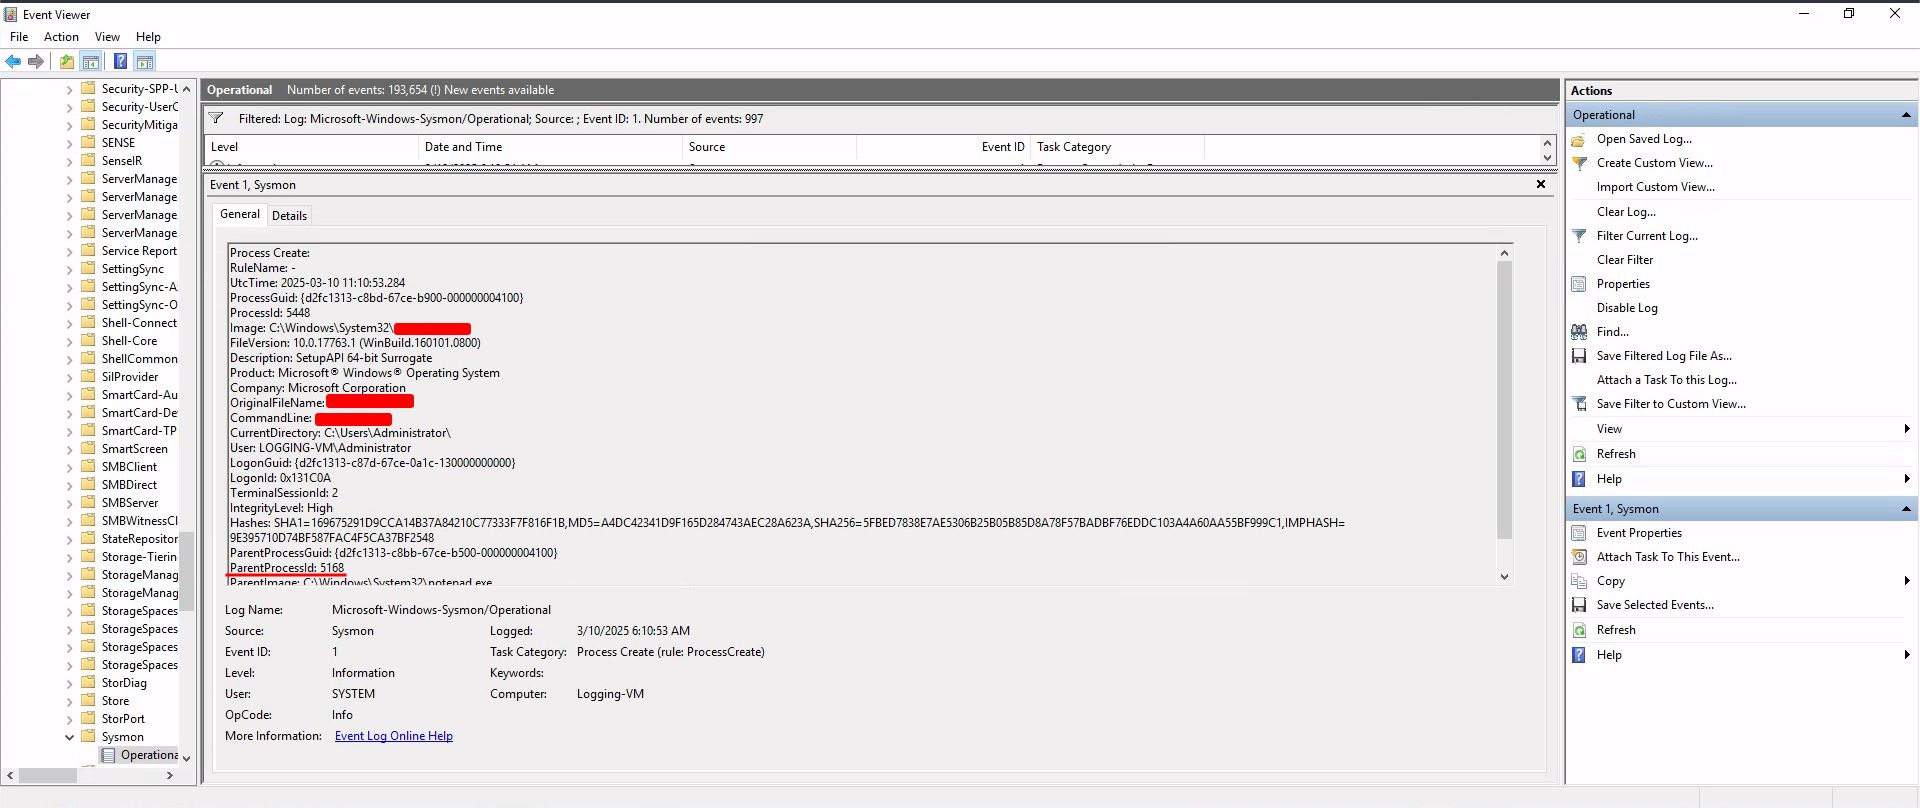 Event Viewer
File Action View Help
Security-SPP-U
Security-UserC
SecurityMitiga
SENSE
SenseIR
ServerManage
ServerManage
ServerManage
ServerManage
Service Report
SettingSync
SettingSync-A
SettingSync-O
Shell-Connect
Shell-Core
ShellCommon
SilProvider
SmartCard-Au
SmartCard-De
SmartCard-TP
SmartScreen
SMBClient
SMBDirect
SMBServer
SMBWitnessCl
StateRepositor
Storage-Tierin
StorageManag
StorageManag
StorageSpaces
StorageSpaces
StorageSpaces
StorageSpaces
StorDiag
Store
StorPort
Sysmon
Operationa
Operational Number of events: 193,654 (!) New events available
Filtered: Log: Microsoft-Windows-Sysmon/Operational; Source: ; Event ID: 1. Number of events: 997
Level Date and Time Source Event ID Task Category
Event 1, Sysmon
General Details
Process Create:
RuleName: -
UtcTime: 2025-03-10 11:10:53.284
ProcessGuid: {d2fc1313-c8bd-67ce-b900-000000004100}
ProcessId: 5448
Image: C:\Windows\System32\
FileVersion: 10.0.17763.1 (WinBuild.160101.0800)
Description: SetupAPI 64-bit Surrogate
Product: Microsoft® Windows® Operating System
Company: Microsoft Corporation
OriginalFileName:
CommandLine:
CurrentDirectory: C:\Users\Administrator\
User: LOGGING-VM\Administrator
LogonGuid: {d2fc1313-c87d-67ce-0a1c-130000000000}
LogonId: 0x131C0A
TerminalSessionId: 2
IntegrityLevel: High
Hashes: SHA1=169675291D9CCA14B37A84210C77333F7F816F1B,MD5=A4DC42341D9F165D284743AEC28A623A,SHA256=5FBED7838E7AE5306B25B05B85D8A78F57BADBF76EDDC103A4A60AA55BF999C1,IMPHASH=
9E395710D74BF587FAC4F5CA37BF2548
ParentProcessGuid: {d2fc1313-c8bb-67ce-b500-000000004100}
ParentProcessId: 5168
ParentImage: C:\Windows\System32\notepad.exe
Log Name: Microsoft-Windows-Sysmon/Operational
Source: Sysmon Logged: 3/10/2025 6:10:53 AM
Event ID: 1 Task Category: Process Create (rule: ProcessCreate)
Level: Information Keywords:
User: SYSTEM Computer: Logging-VM
OpCode: Info
More Information: Event Log Online Help
Actions
Operational
Open Saved Log...
Create Custom View...
Import Custom View...
Clear Log...
Filter Current Log...
Clear Filter
Properties
Disable Log
Find...
Save Filtered Log File As...
Attach a Task To this Log...
Save Filter to Custom View...
View
Refresh
Help
Event 1, Sysmon
Event Properties
Attach Task To This Event...
Copy
Save Selected Events...
Refresh
Help